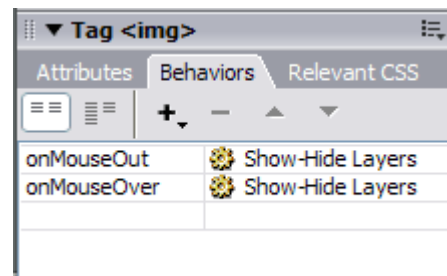 Tag <img>
Attributes Behaviors Relevant CSS
onMouseOut Show-Hide Layers
onMouseOver Show-Hide Layers